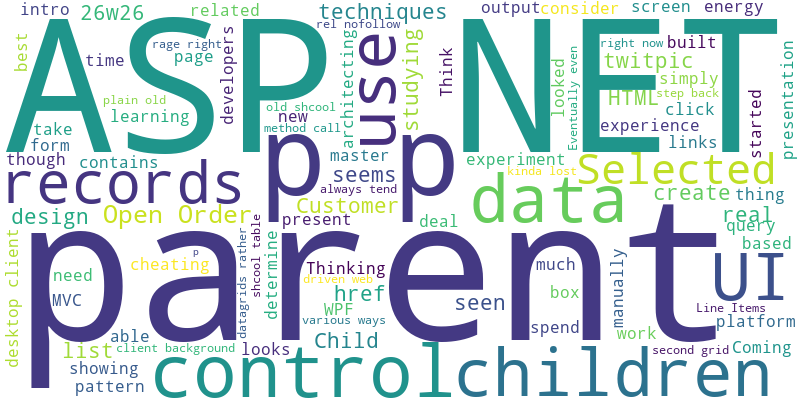 intro
26w26
related
techniques
rel nofollow
output
consider
screen
energy
best
time
rage right
page
developers
ASP NET
use
architecting
studying
Think
looked
Eventually even
right now
built
twitpic
simply
HTML
step back
click
presentation
plain old
learning
old shcool
new
method call
take
form
experience
links
started
though
contains
master
seems
always tend
experiment
kinda lost
Selected
records
p p
data
create
thing
design
Open Order
Customer
present
deal
real
query
based
parent
shcool table
datagrids rather
determine
desktop client
need
cheating
p
MVC
Thinking
driven web
href
WPF
various ways
seen
much
box
spend
manually
UI
Line Items
platform
work
able
list
client background
looks
Child
second grid
Coming
showing
pattern
control
children